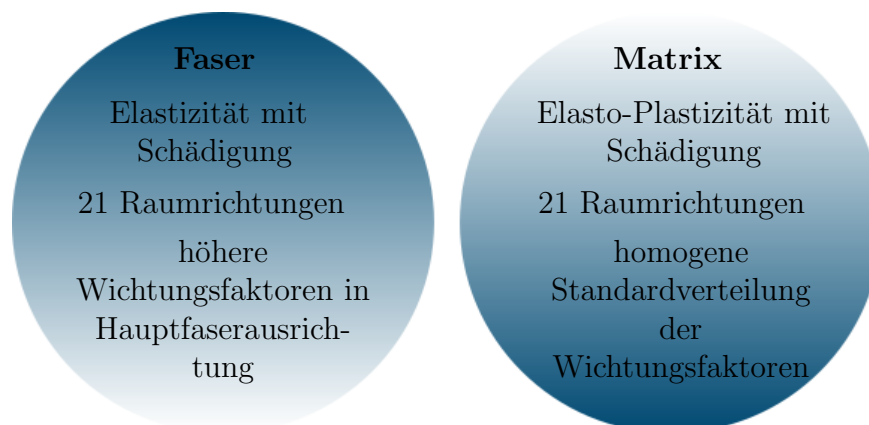 Faser
Elastizität mit
Schädigung
21 Raumrichtungen
höhere
Wichtungsfaktoren in
Hauptfaserausrich-
tung
Matrix
Elasto-Plastizität mit
Schädigung
21 Raumrichtungen
homogene
Standardverteilung
der
Wichtungsfaktoren